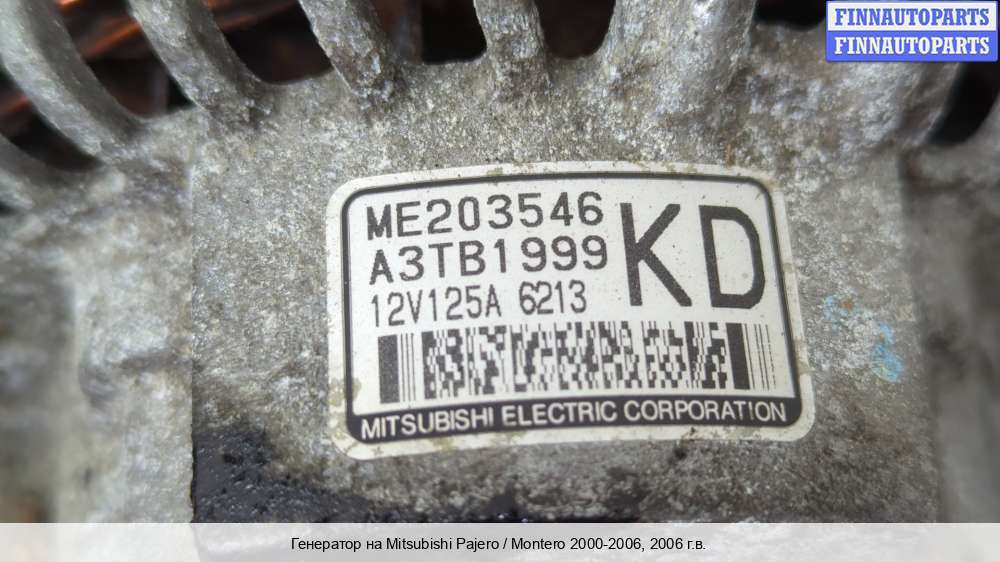 FINNAUTOPARTS
FINNAUTOPARTS
ME203546
A3TB1999
12V125A 6213
KD
MITSUBISHI ELECTRIC CORPORATION
Генератор на Mitsubishi Pajero / Montero 2000-2006, 2006 г.в.